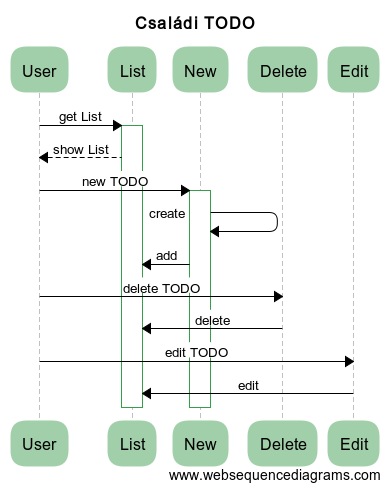 Családi TODO
User List New Delete Edit
get List
show List
new TODO
create
add
delete TODO
delete
edit TODO
edit
User List New Delete Edit
www.websequencediagrams.com